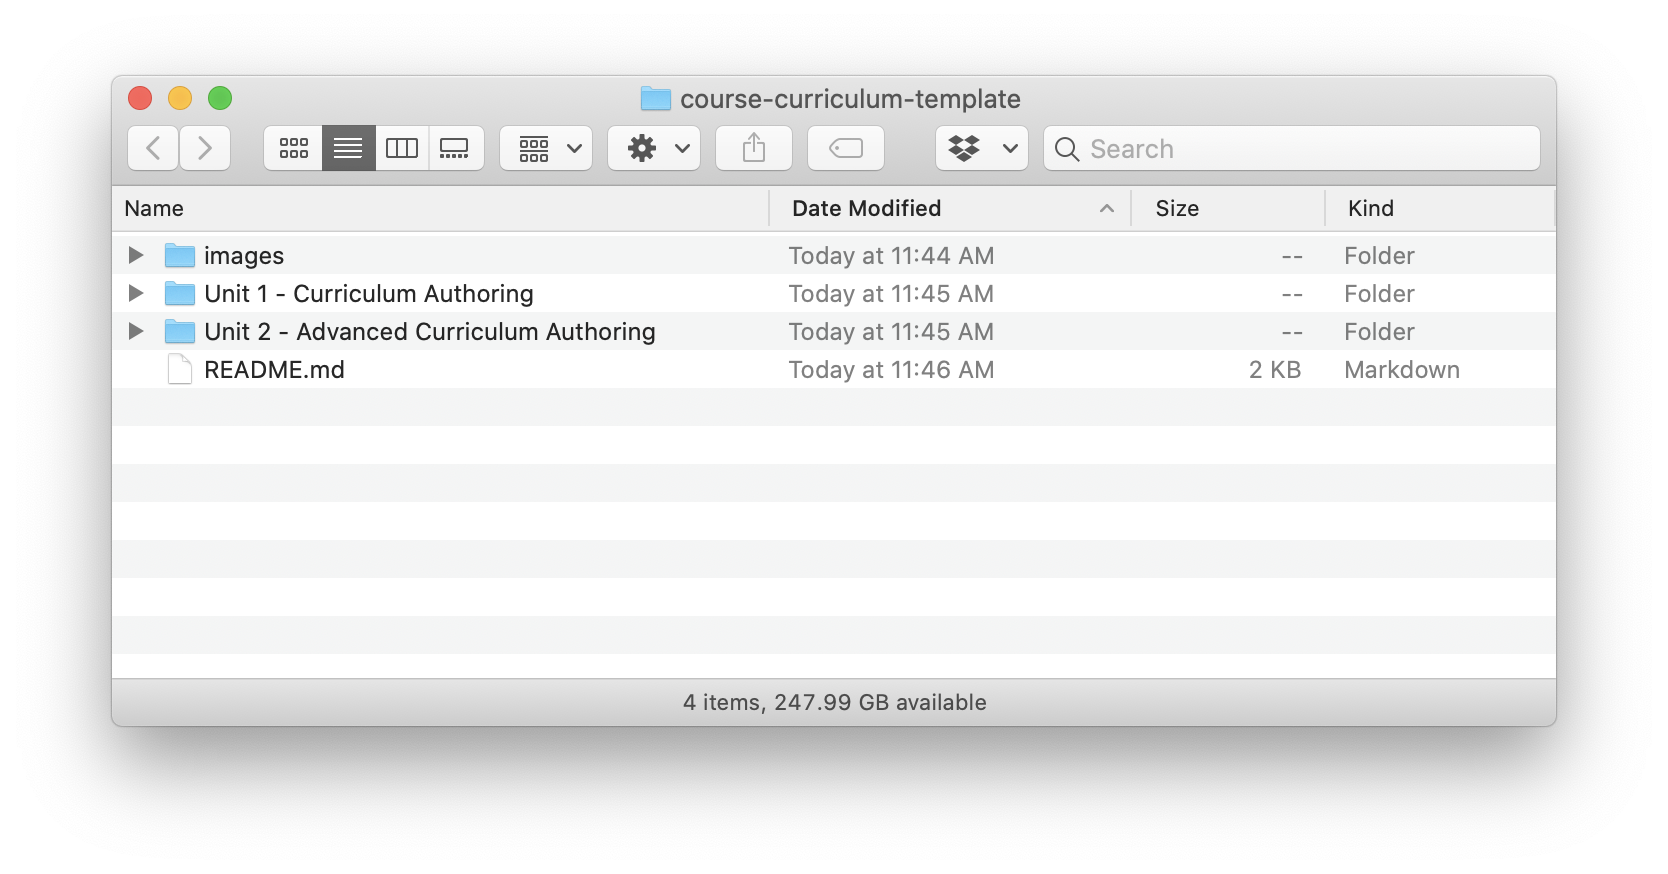 course-curriculum-template
Search
Name Date Modified Size Kind
images Today at 11:44 AM -- Folder
Unit 1 - Curriculum Authoring Today at 11:45 AM -- Folder
Unit 2 - Advanced Curriculum Authoring Today at 11:45 AM -- Folder
README.md Today at 11:46 AM 2 KB Markdown
4 items, 247.99 GB available